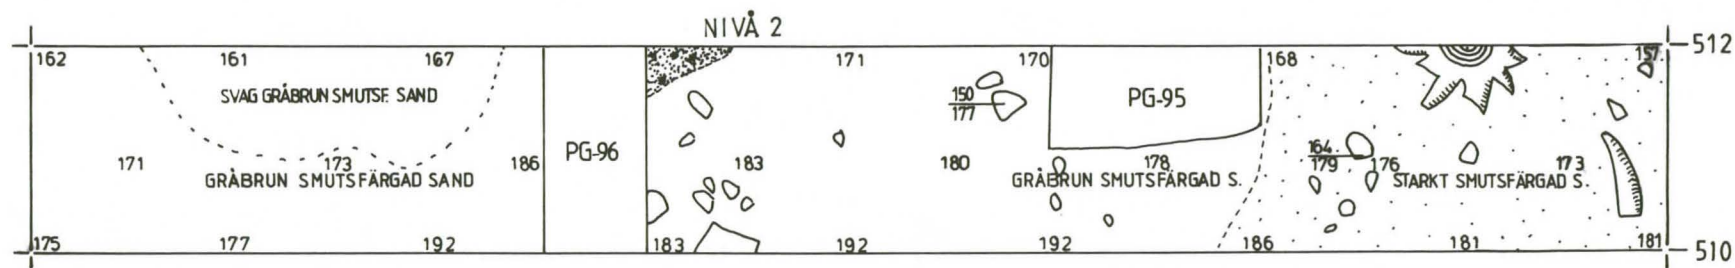 NIVÅ 2
162 161 167 171 170 168 157 512
SVAG GRÅBRUN SMUTSF. SAND
150
177
PG-95
PG-96
164
179
171 173 186 183 180 178 176 173
GRÅBRUN SMUTSFÄRGAD SAND GRÅBRUN SMUTSFÄRGAD S. STARKT SMUTSFÄRGAD S.
175 177 192 183 192 192 186 181 181 510